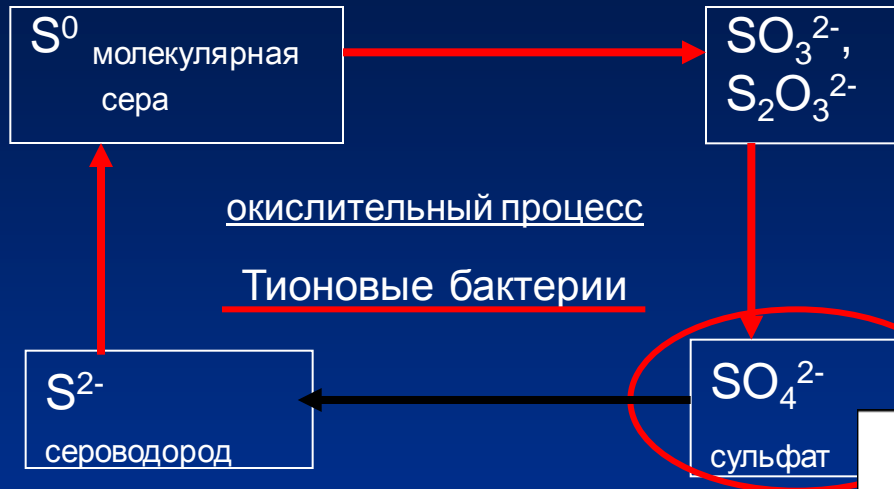 S⁰ молекулярная
сера
SO₃²⁻,
S₂O₃²⁻
окислительный процесс
Тионовые бактерии
S²⁻
сероводород
SO₄²⁻
сульфат